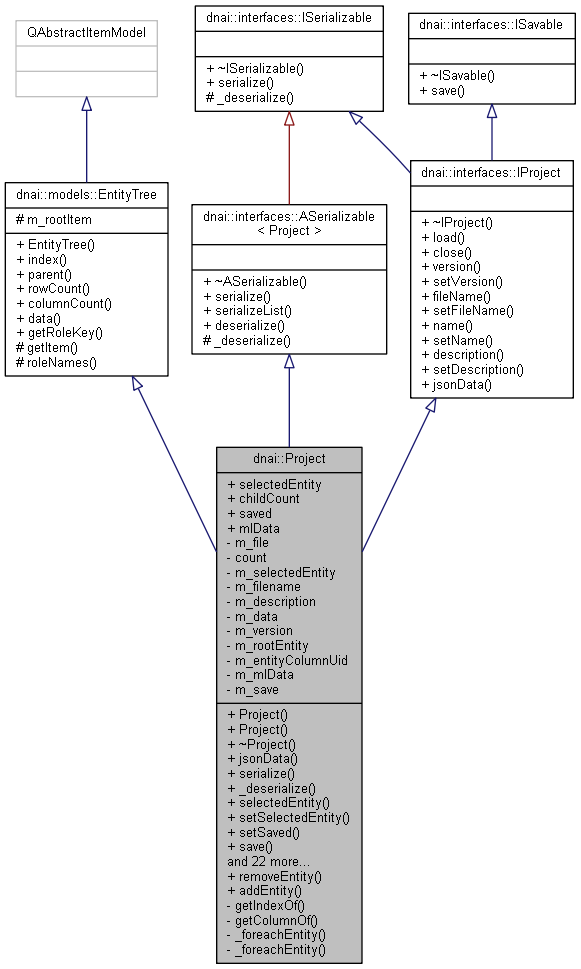 QAbstractItemModel
dnai::interfaces::ISerializable
+ ~ISerializable()
+ serialize()
# _deserialize()
dnai::interfaces::ISavable
+ ~ISavable()
+ save()
dnai::models::EntityTree
# m_rootItem
+ EntityTree()
+ index()
+ parent()
+ rowCount()
+ columnCount()
+ data()
+ getRoleKey()
# getItem()
# roleNames()
dnai::interfaces::ASerializable
< Project >
+ ~ASerializable()
+ serialize()
+ serializeList()
+ deserialize()
# _deserialize()
dnai::interfaces::IProject
+ ~IProject()
+ load()
+ close()
+ version()
+ setVersion()
+ fileName()
+ setFileName()
+ name()
+ setName()
+ description()
+ setDescription()
+ jsonData()
dnai::Project
+ selectedEntity
+ childCount
+ saved
+ mlData
- m_file
- count
- m_selectedEntity
- m_filename
- m_description
- m_data
- m_version
- m_rootEntity
- m_entityColumnUid
- m_mlData
- m_save
+ Project()
+ Project()
+ ~Project()
+ jsonData()
+ serialize()
+ _deserialize()
+ selectedEntity()
+ setSelectedEntity()
+ setSaved()
+ save()
and 22 more...
+ removeEntity()
+ addEntity()
- getIndexOf()
- getColumnOf()
- _foreachEntity()
- _foreachEntity()